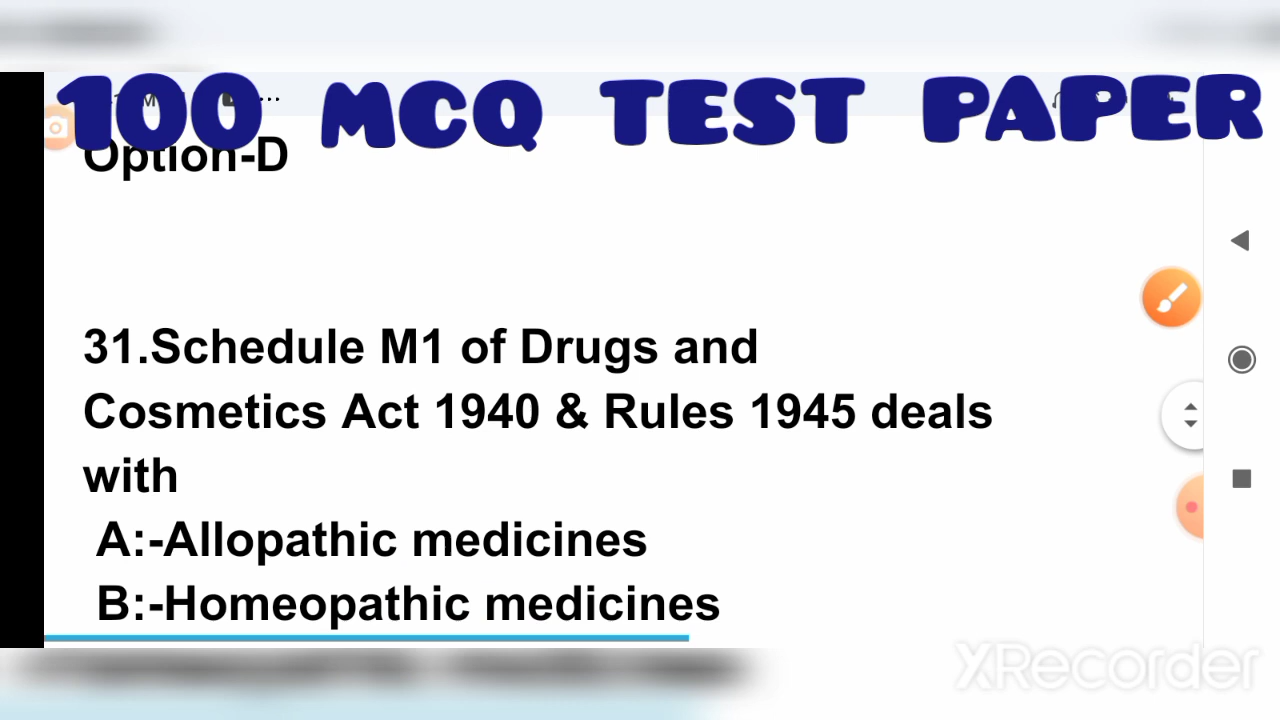 100 MCQ TEST PAPER
Option-D
31.Schedule M1 of Drugs and
Cosmetics Act 1940 & Rules 1945 deals
with
A:-Allopathic medicines
B:-Homeopathic medicines
XRecorder